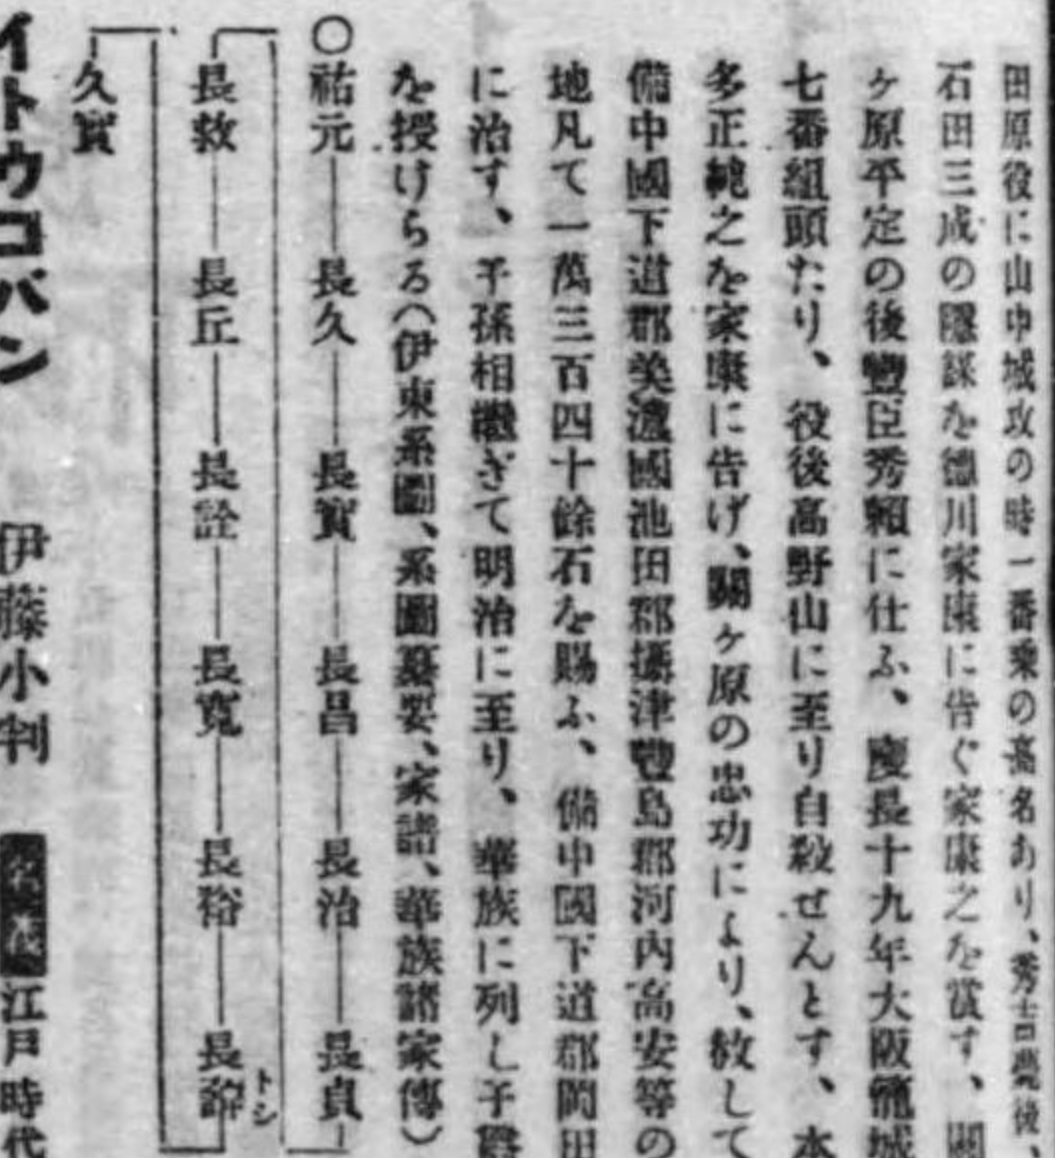 田原役に山中城攻の時一番乘の高名あり、秀吉薨後、
石田三成の隱謀を德川家康に告ぐ家康之を賞す、關
ヶ原平定の後豐臣秀賴に仕ふ、慶長十九年大阪籠城
七番組頭たり、役後高野山に至り自殺せんとす、本
多正純之を家康に告げ、關ヶ原の忠功により、赦して
備中國下道郡美濃國池田郡攝津豐島郡河內高安等の
地凡て一萬三百四十餘石を賜ふ、備中國下道郡岡田
に治す、子孫相繼ぎて明治に至り、華族に列し子爵
を授けらる(伊東系圖、系圖纂要、家譜、華族諸家傳)
〇祐元―長久―長實―長昌―長治―長貞
長救―長丘―長詮―長寬―長裕―長 トシ
久實
イトウコバン 伊藤小判 名義 江戶時代